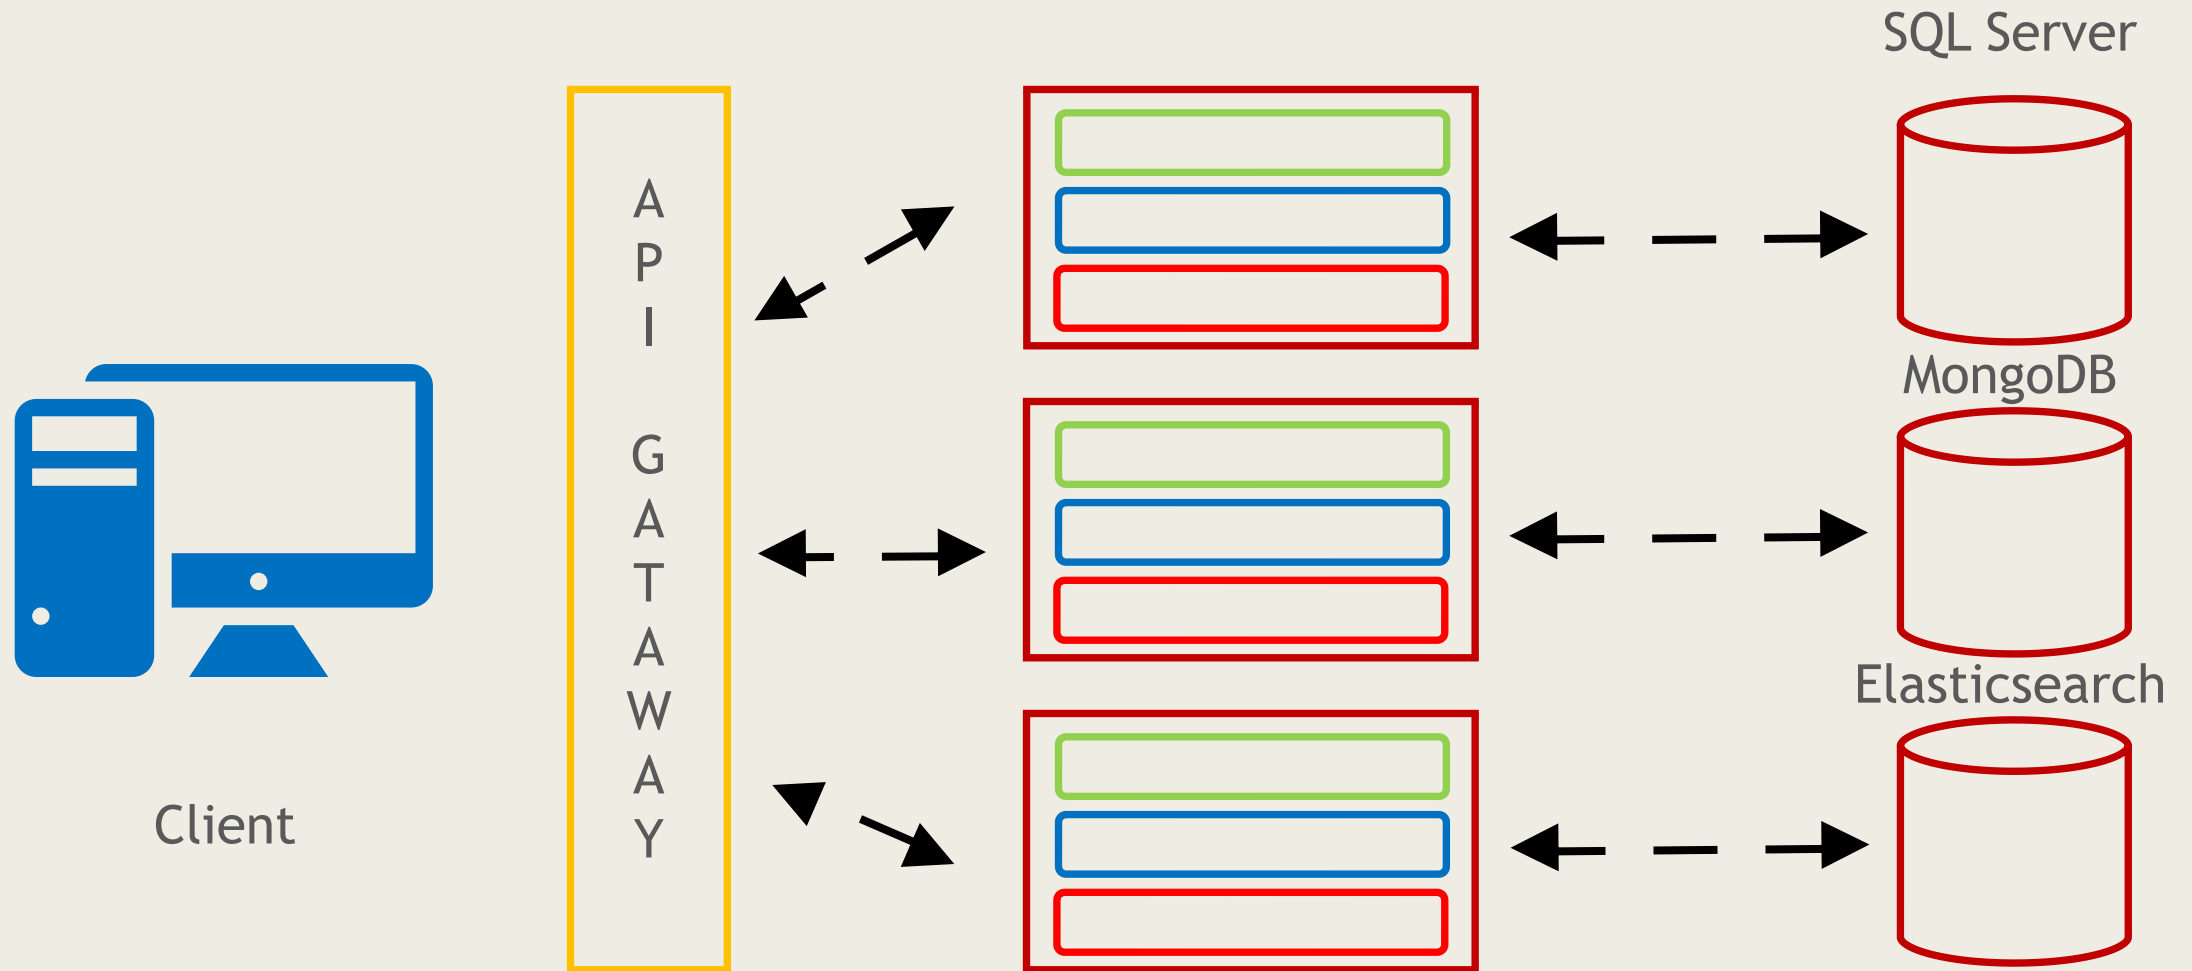 SQL Server
A
P
I
G
A
T
A
W
A
Y
MongoDB
Elasticsearch
Client